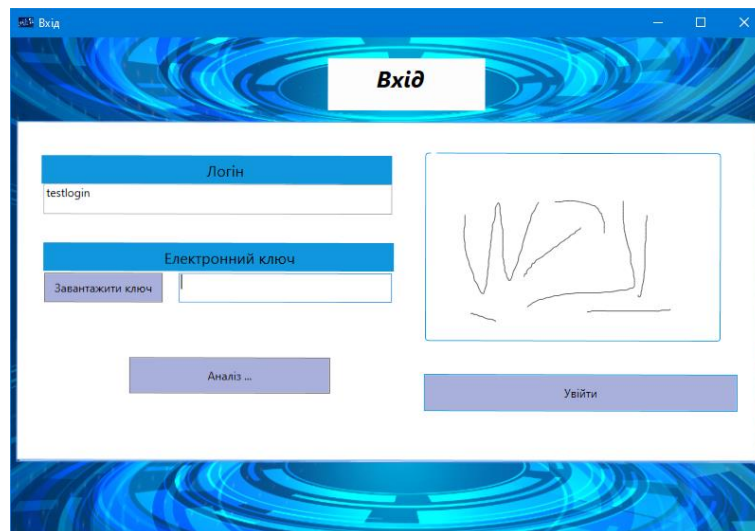 Вхід
Вхід
Логін
testlogin
Електронний ключ
Завантажити ключ
Аналіз ...
Увійти